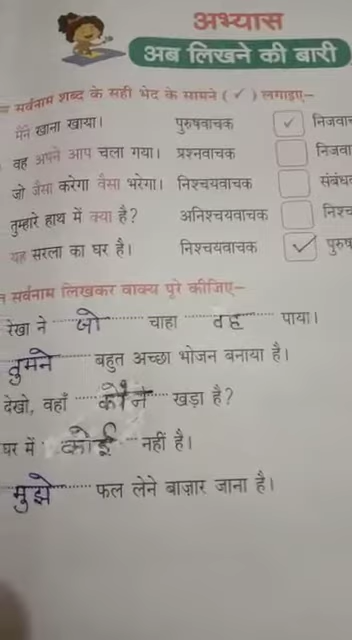 अभ्यास
अब लिखने की बारी
सर्वनाम शब्द के सही भेद के सामने ( ✓ ) लगाइए–
मैंने खाना खाया। पुरुषवाचक ✓
वह अपने आप चला गया। प्रश्नवाचक
जो जैसा करेगा वैसा भरेगा। निश्चयवाचक
तुम्हारे हाथ में क्या है? अनिश्चयवाचक
यह सरला का घर है। निश्चयवाचक ✓
सर्वनाम लिखकर वाक्य पूरे कीजिए–
रेखा ने जो चाहा वह पाया।
तुमने बहुत अच्छा भोजन बनाया है।
देखो, वहाँ कौन खड़ा है?
घर में कोई नहीं है।
मुझे फल लेने बाज़ार जाना है।